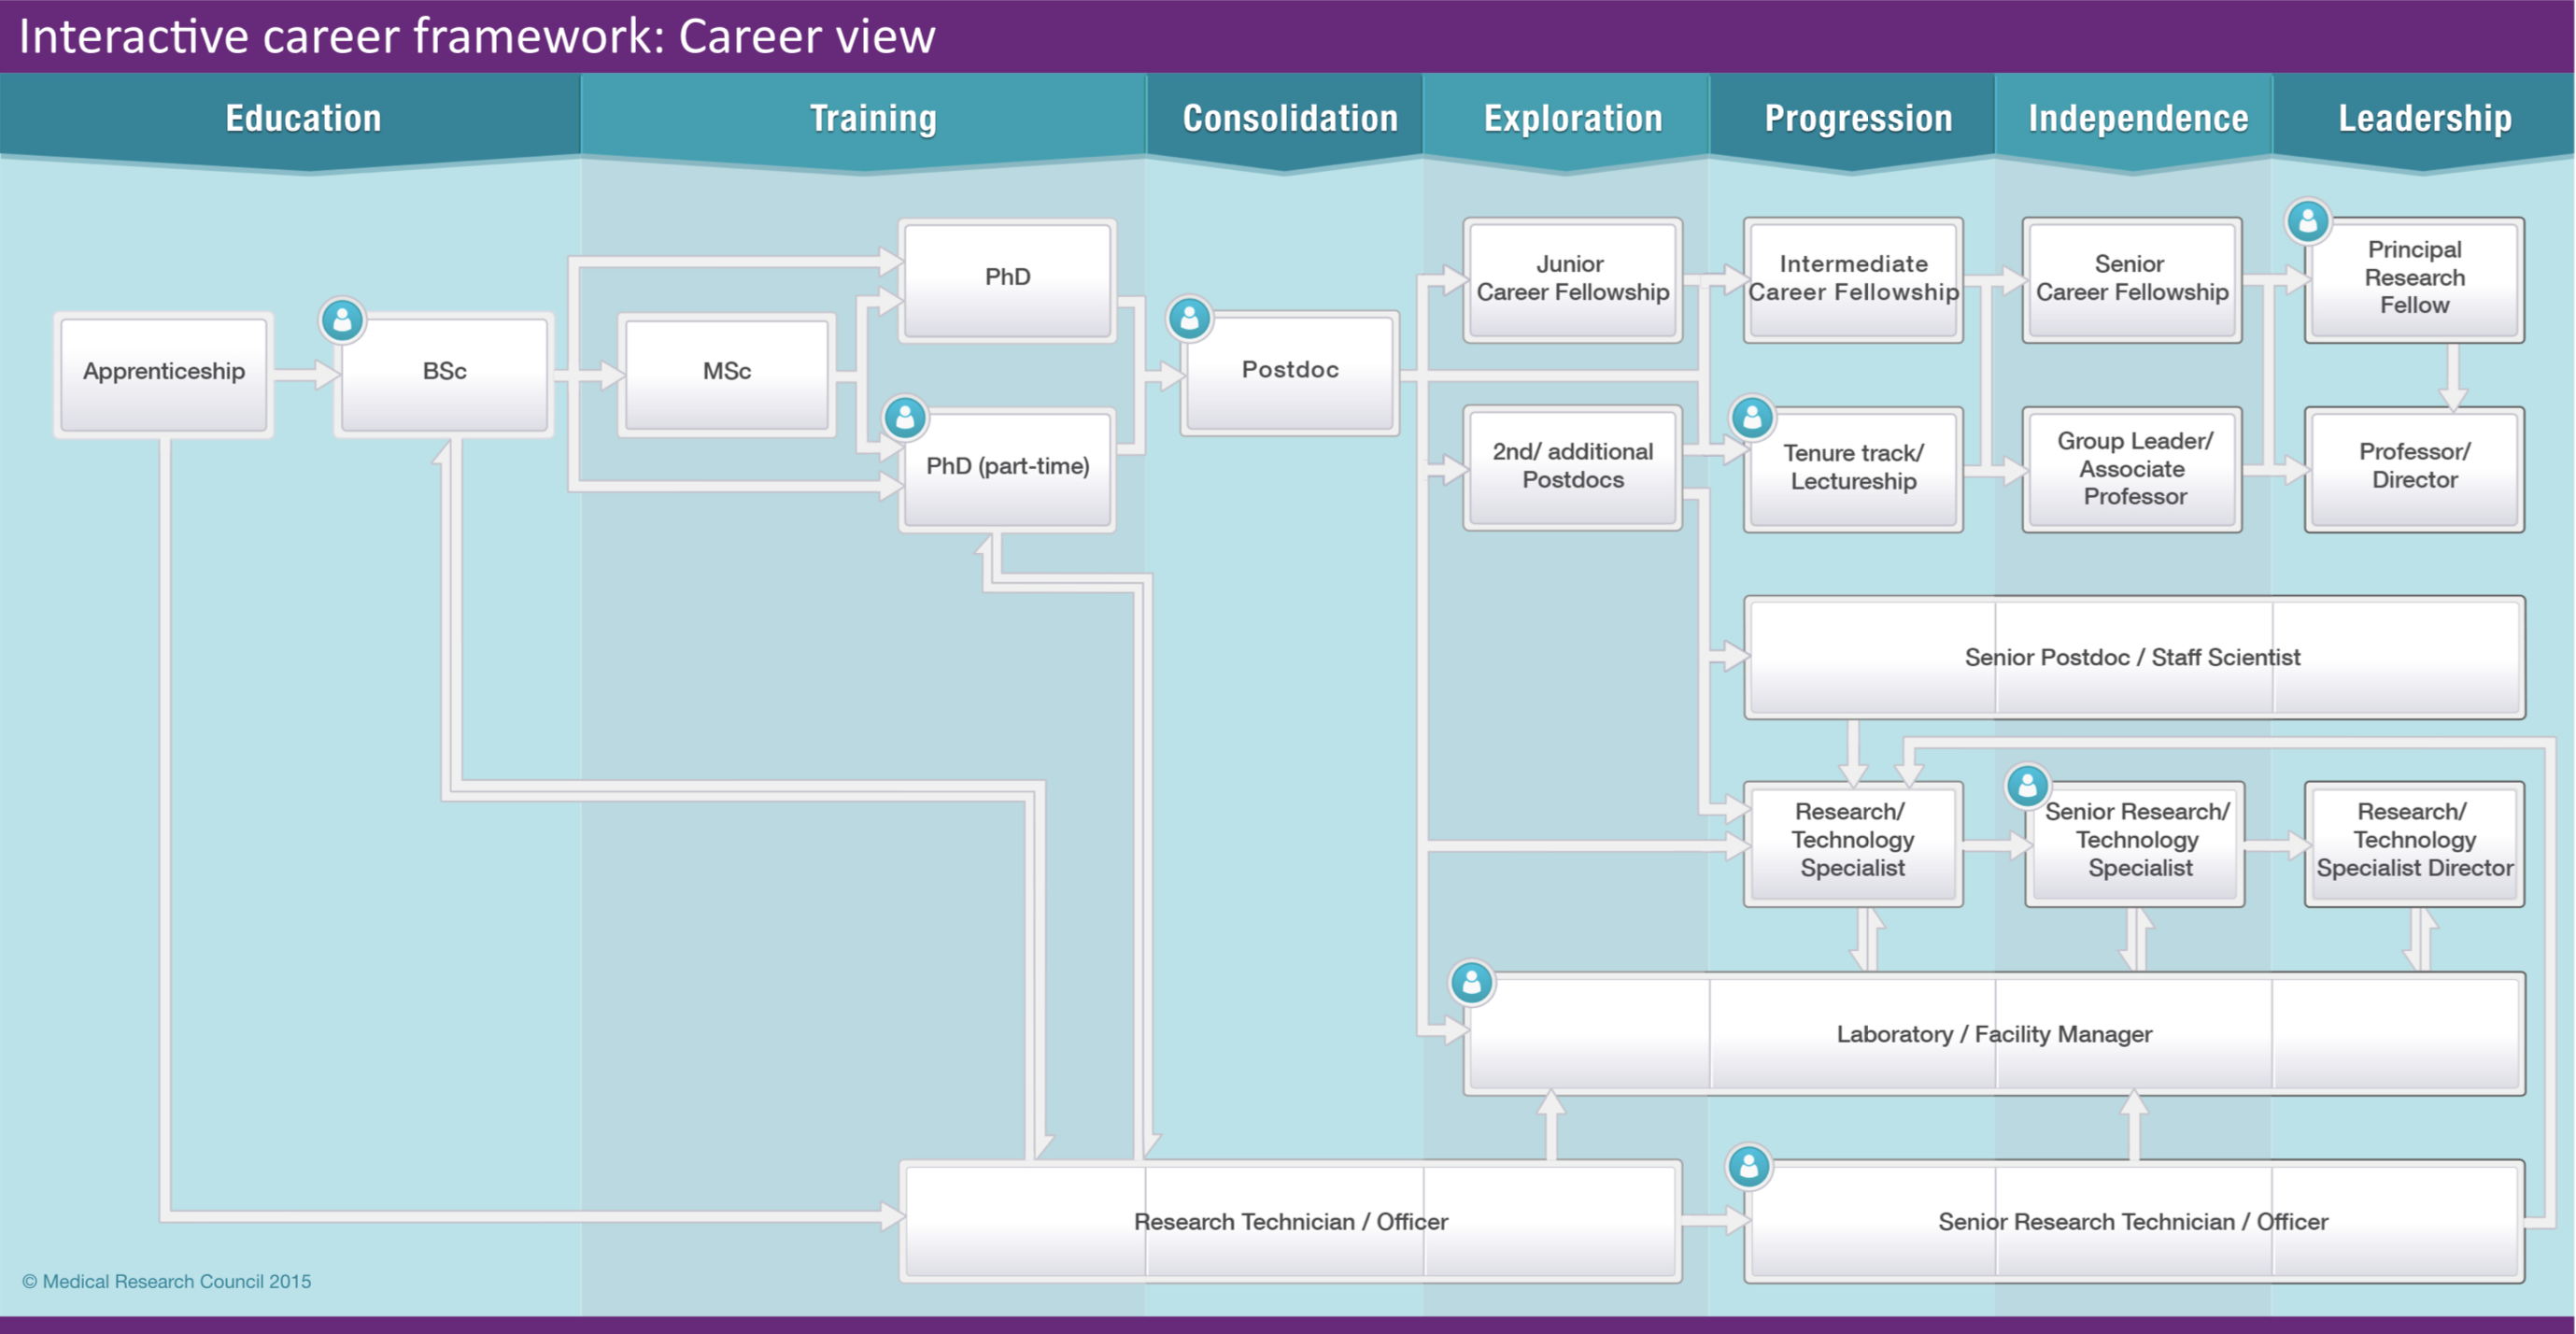 Interactive career framework: Career view
Education
Training
Consolidation
Exploration
Progression
Independence
Leadership
Apprenticeship
BSc
MSc
PhD
PhD (part-time)
Postdoc
Junior
Career Fellowship
2nd/ additional
Postdocs
Intermediate
Career Fellowship
Tenure track/
Lectureship
Senior
Career Fellowship
Group Leader/
Associate
Professor
Principal
Research
Fellow
Professor/
Director
Senior Postdoc / Staff Scientist
Research/
Technology
Specialist
Senior Research/
Technology
Specialist
Research/
Technology
Specialist Director
Laboratory / Facility Manager
Research Technician / Officer
Senior Research Technician / Officer
© Medical Research Council 2015